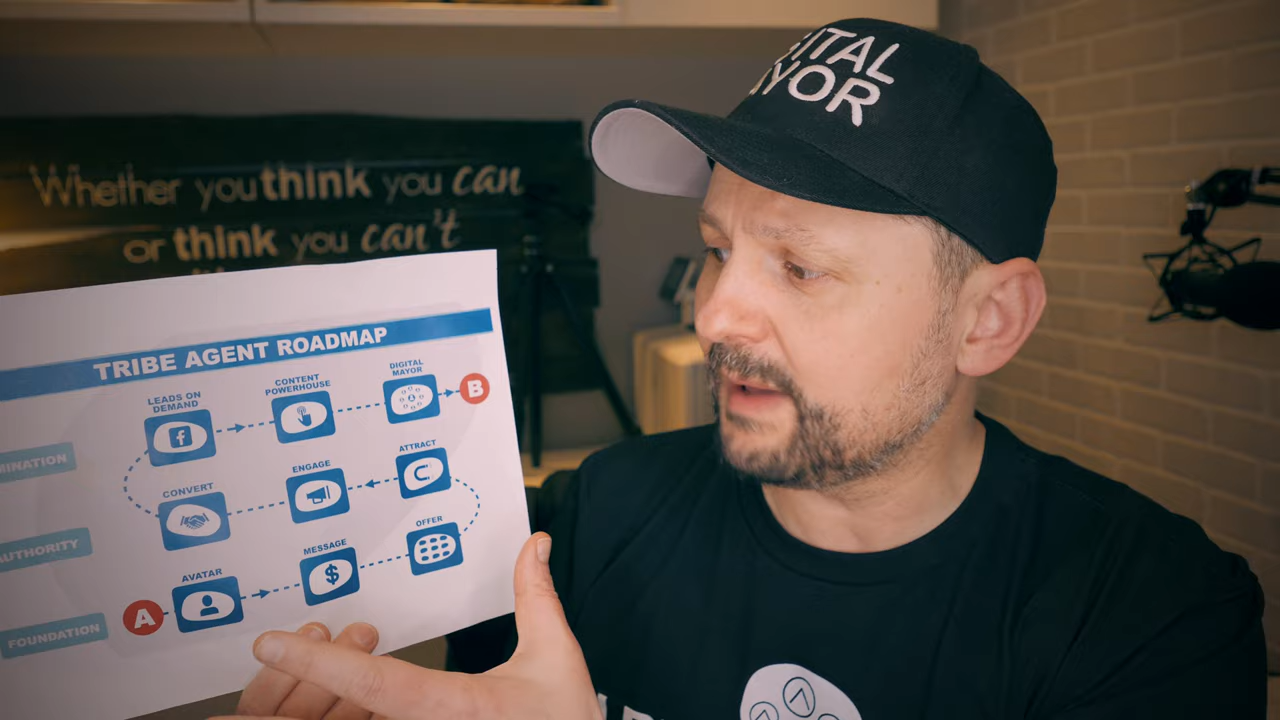 ITAL
YOR
Whether you think you can
or think you can't
TRIBE AGENT ROADMAP
LEADS ON
DEMAND
CONTENT
POWERHOUSE
DIGITAL
MAYOR
B
MINATION
CONVERT
ENGAGE
ATTRACT
AUTHORITY
AVATAR
MESSAGE
OFFER
A
$
FOUNDATION